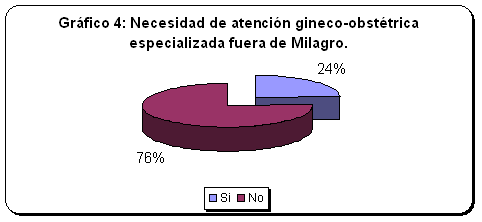 Gráfico 4: Necesidad de atención gineco-obstétrica
especializada fuera de Milagro.
24%
76%
Si No